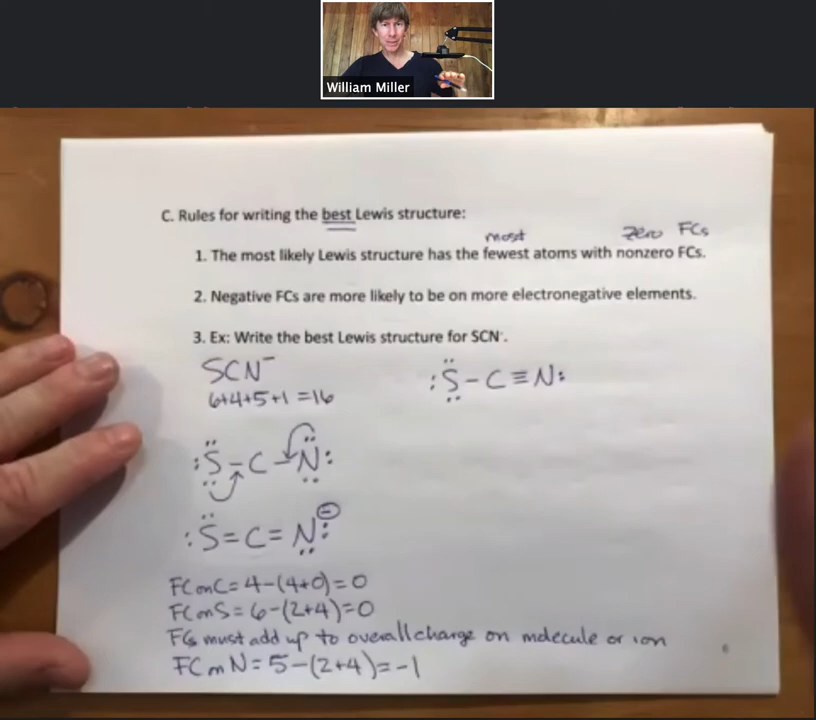 William Miller
C. Rules for writing the best Lewis structure:
most zero FCs
1. The most likely Lewis structure has the fewest atoms with nonzero FCs.
2. Negative FCs are more likely to be on more electronegative elements.
3. Ex: Write the best Lewis structure for SCN⁻.
SCN⁻
:S̤̈–C≡N:
6+4+5+1=16
:S̤̈–C–N̤̈:
:S̈=C=N̤:⊖
FC on C=4-(4+0)=0
FC on S=6-(2+4)=0
FCs must add up to overall charge on molecule or ion
FC on N=5-(2+4)=-1
6